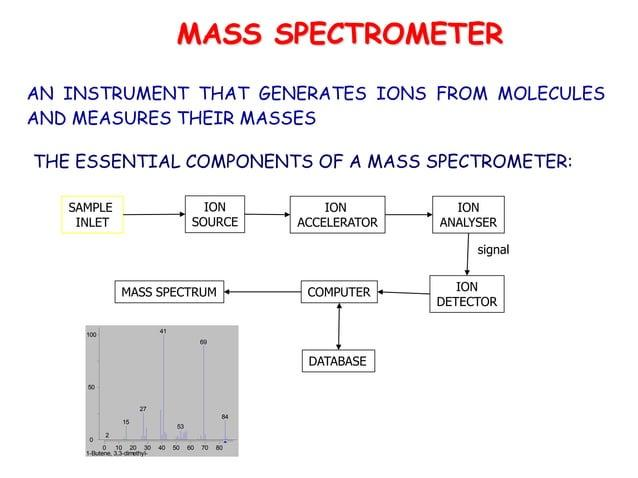 MASS SPECTROMETER
AN INSTRUMENT THAT GENERATES IONS FROM MOLECULES
AND MEASURES THEIR MASSES
THE ESSENTIAL COMPONENTS OF A MASS SPECTROMETER:
SAMPLE
INLET
ION
SOURCE
ION
ACCELERATOR
ION
ANALYSER
signal
MASS SPECTRUM
COMPUTER
ION
DETECTOR
DATABASE
100
41
69
50
27
84
15
53
2
0
0 10 20 30 40 50 60 70 80
1-Butene, 3,3-dimethyl-